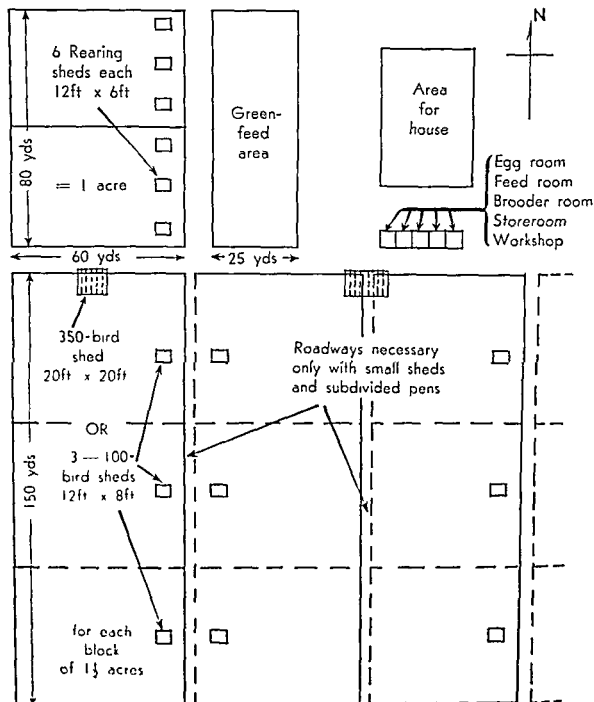 N
6 Rearing
sheds each
12ft x 6ft
80 yds
= 1 acre
Green-
feed
area
Area
for
house
Egg room
Feed room
Brooder room
Storeroom
Workshop
60 yds
25 yds
350-bird
shed
20ft x 20ft
OR
3 — 100-
bird sheds
12ft x 8ft
150 yds
Roadways necessary
only with small sheds
and subdivided pens
for each
block
of 1½ acres